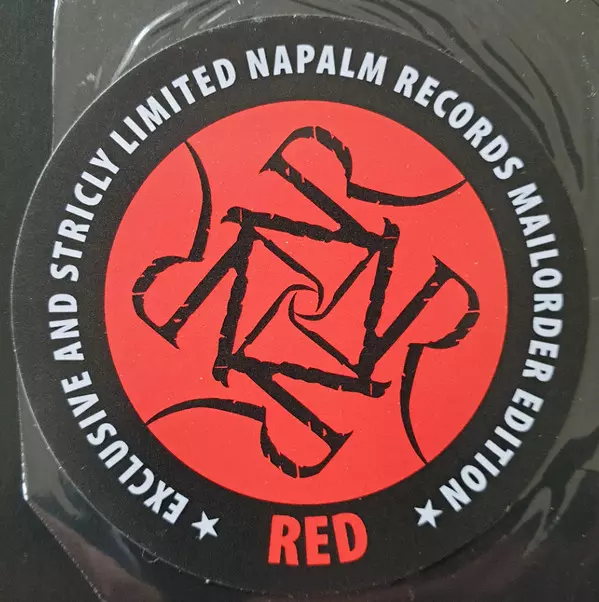 EXCLUSIVE AND STRICLY LIMITED NAPALM RECORDS MAILORDER EDITION
RED